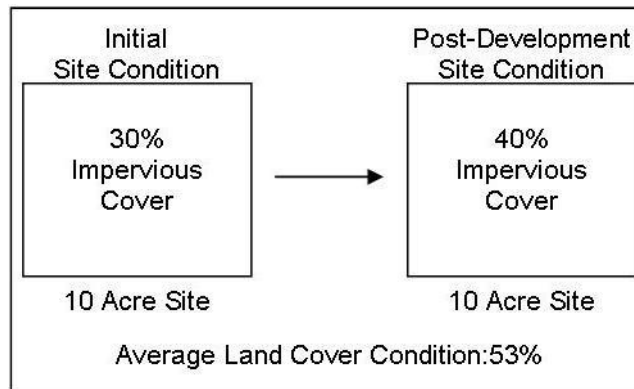 Initial
Site Condition
30%
Impervious
Cover
10 Acre Site
Post-Development
Site Condition
40%
Impervious
Cover
10 Acre Site
Average Land Cover Condition:53%